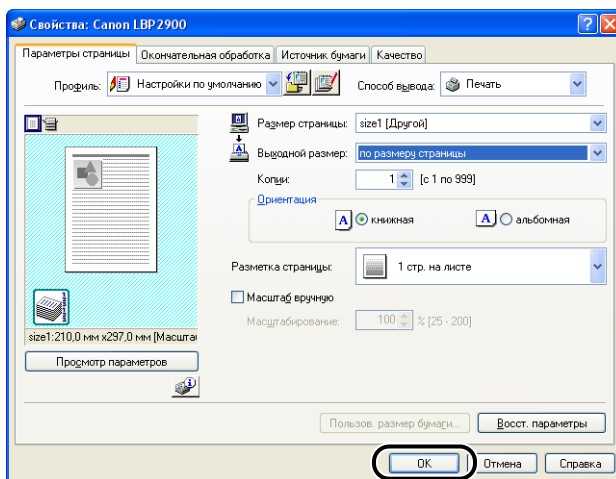 Свойства: Canon LBP2900
Параметры страницы Окончательная обработка Источник бумаги Качество
Профиль: Настройки по умолчанию Способ вывода: Печать
Размер страницы: size1 [Другой]
Выходной размер: по размеру страницы
Копии: 1 [с 1 по 999]
Ориентация
A книжная A альбомная
Разметка страницы: 1 стр. на листе
Масштаб вручную
Масштабирование: 100 % [25 - 200]
size1:210,0 мм x297,0 мм [Масшта
Просмотр параметров
Пользов. размер бумаги... Восст. параметры
OK Отмена Справка